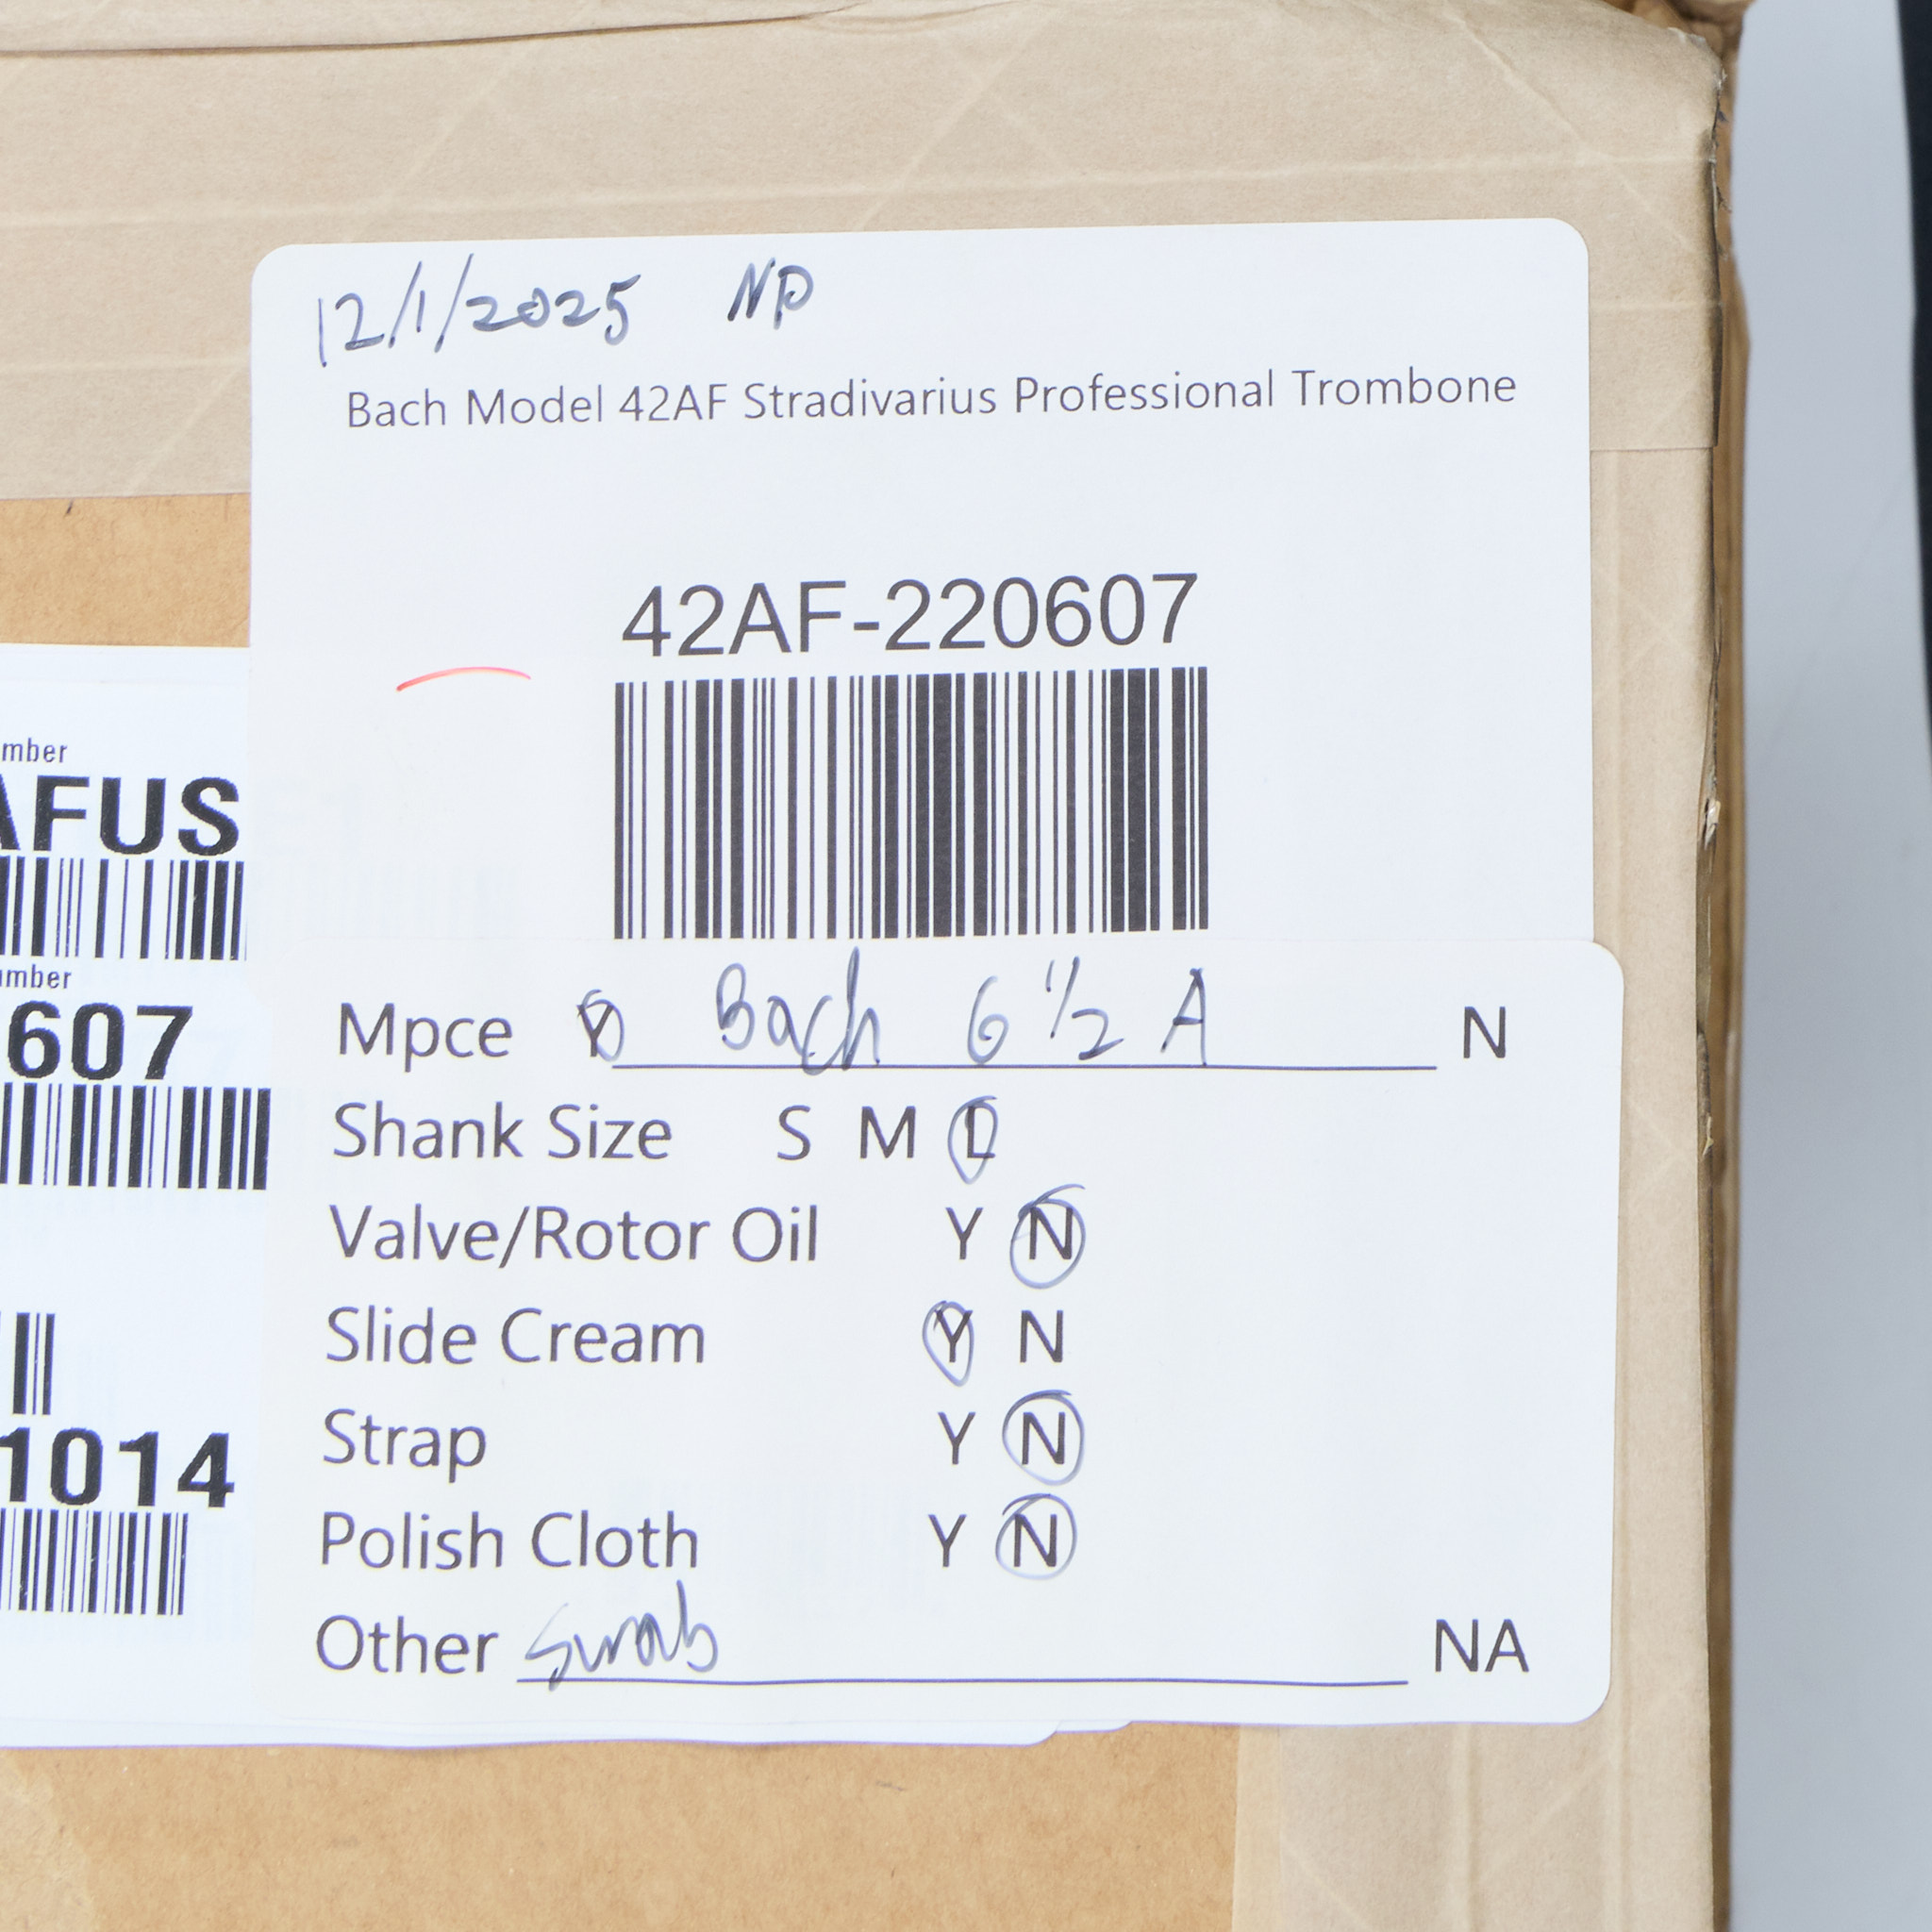 12/1/2025 NP
Bach Model 42AF Stradivarius Professional Trombone
42AF-220607
mber
AFUS
umber
607
1014
Mpce Y Bach 6 1/2 A N
Shank Size S M L
Valve/Rotor Oil Y N
Slide Cream Y N
Strap Y N
Polish Cloth Y N
Other Swab NA